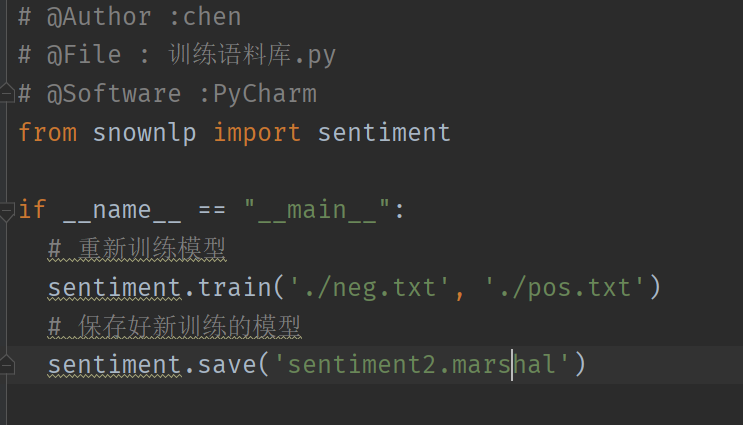 # @Author :chen
# @File : 训练语料库.py
# @Software :PyCharm
from snownlp import sentiment
if __name__ == "__main__":
# 重新训练模型
sentiment.train('./neg.txt', './pos.txt')
# 保存好新训练的模型
sentiment.save('sentiment2.marshal')